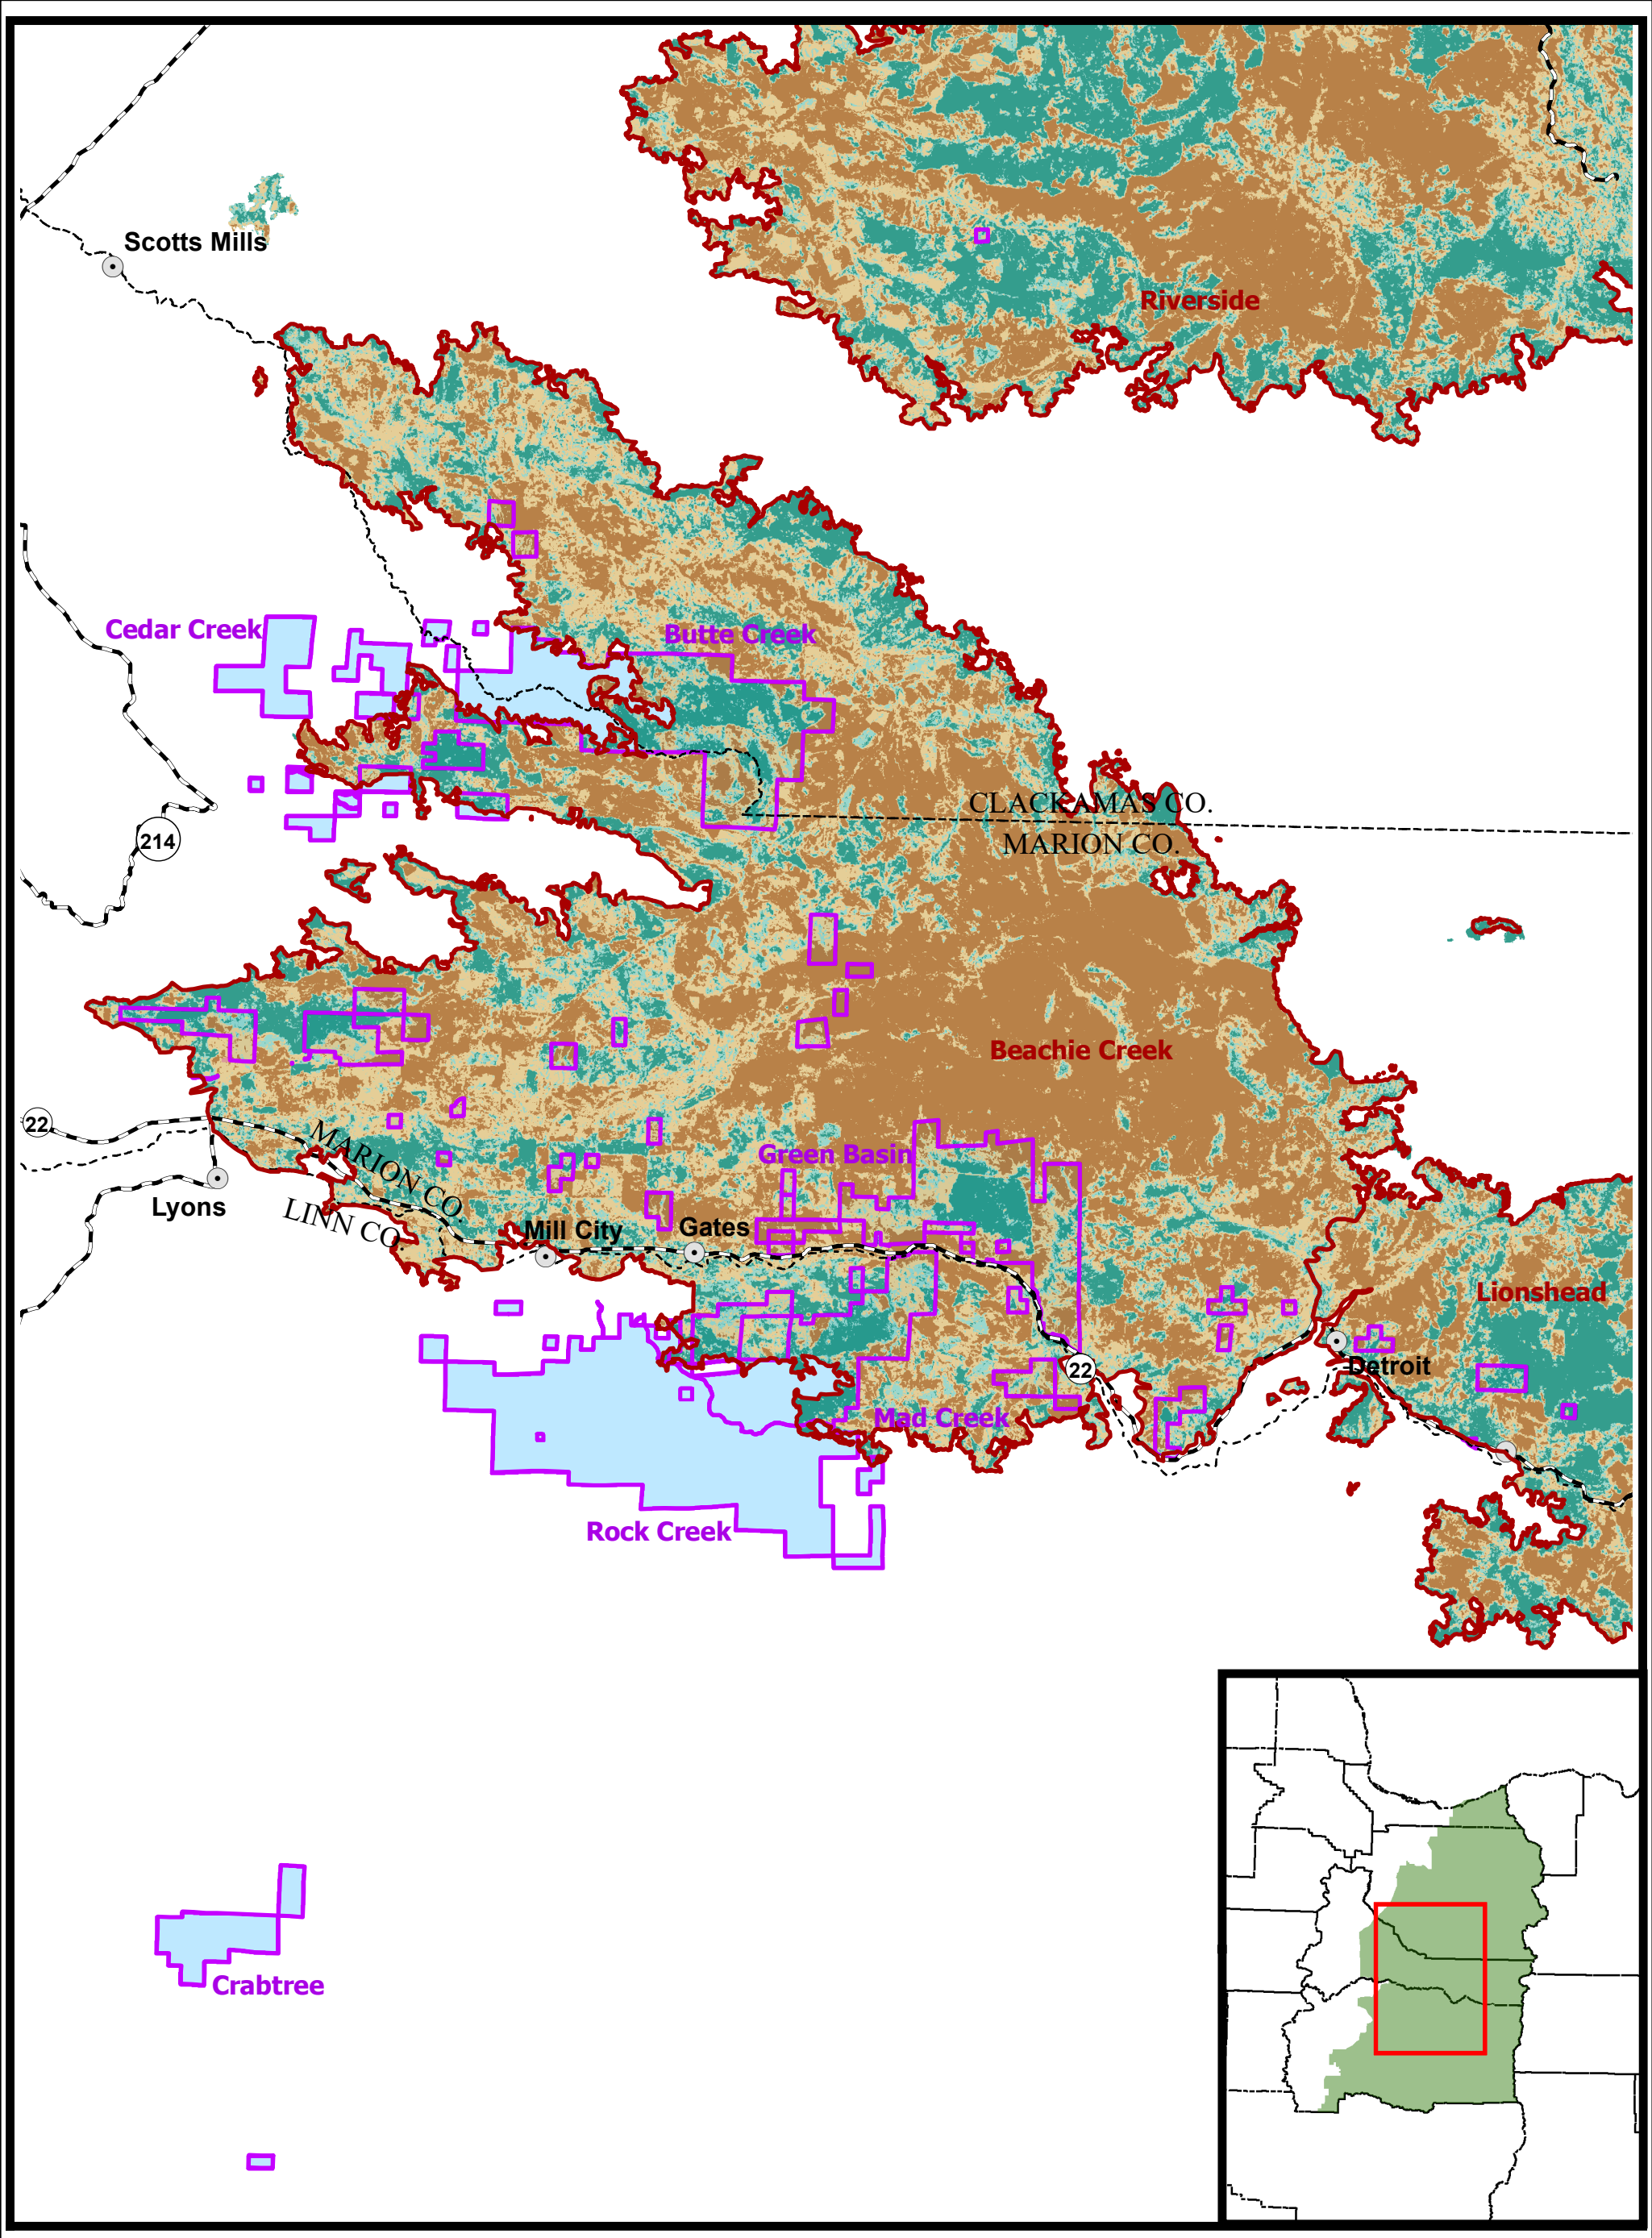 Scotts Mills
Riverside
Cedar Creek
Butte Creek
CLACKAMAS CO.
MARION CO.
214
Beachie Creek
22
MARION CO.
Green Basin
Lyons
LINN CO.
Mill City
Gates
Lionshead
22
Detroit
Mad Creek
Rock Creek
Crabtree